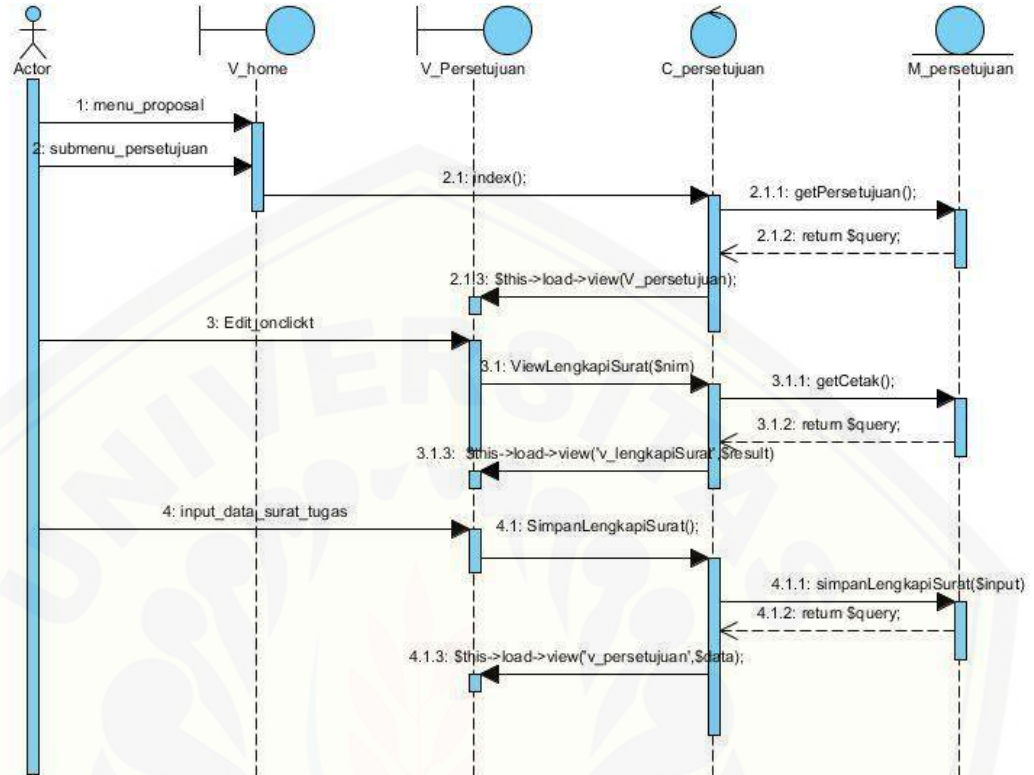 Actor
V_home
V_Persetujuan
C_persetujuan
M_persetujuan
1: menu_proposal
2: submenu_persetujuan
2.1: index();
2.1.1: getPersetujuan();
2.1.2: return $query;
2.1.3: $this->load->view(V_persetujuan);
3: Edit_onclickt
3.1: ViewLengkapiSurat($nim)
3.1.1: getCetak();
3.1.2: return $query;
3.1.3: $this->load->view('v_lengkapiSurat',$result)
4: input_data_surat_tugas
4.1: SimpanLengkapiSurat();
4.1.1: simpanLengkapiSurat($input)
4.1.2: return $query;
4.1.3: $this->load->view('v_persetujuan',$data);
UNIVERSITAS